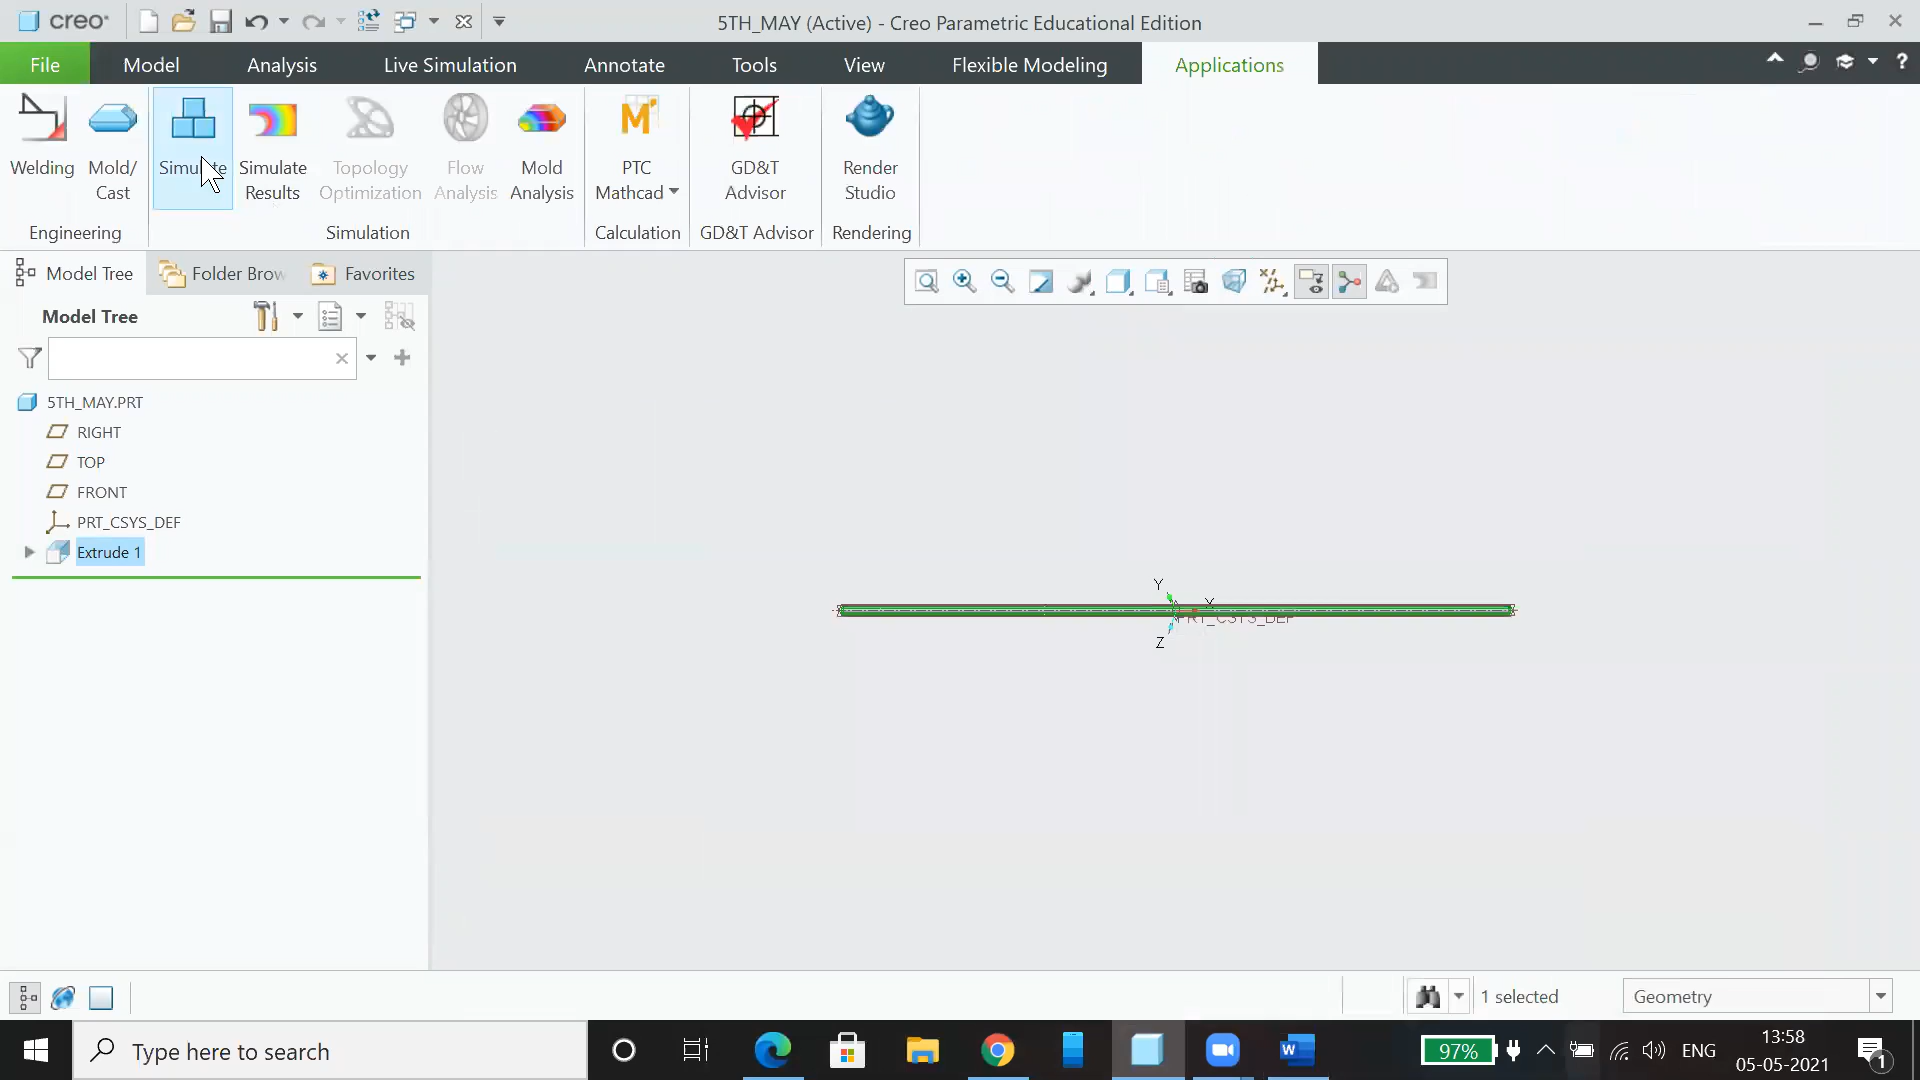 creo
5TH_MAY (Active) - Creo Parametric Educational Edition
File
Model
Analysis
Live Simulation
Annotate
Tools
View
Flexible Modeling
Applications
Welding
Mold/
Cast
Simulate
Simulate
Results
Topology
Optimization
Flow
Analysis
Mold
Analysis
PTC
Mathcad
GD&T
Advisor
Render
Studio
Engineering
Simulation
Calculation
GD&T Advisor
Rendering
Model Tree
Folder Brow
Favorites
Model Tree
5TH_MAY.PRT
RIGHT
TOP
FRONT
PRT_CSYS_DEF
Extrude 1
Y
X
PRT_CSYS_DEF
Z
1 selected
Geometry
Type here to search
97%
ENG
13:58
05-05-2021
1